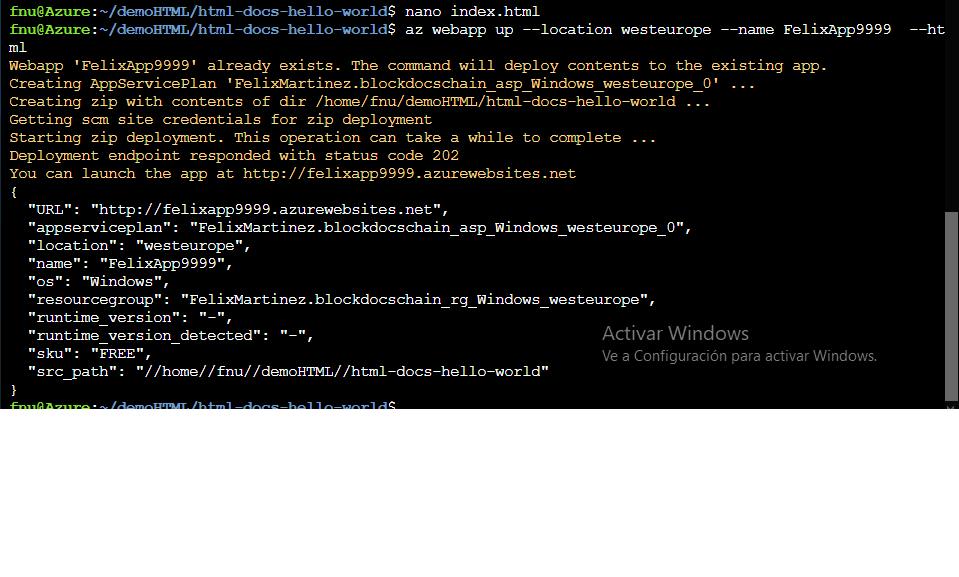 fnu@Azure:~/demoHTML/html-docs-hello-world$ nano index.html
fnu@Azure:~/demoHTML/html-docs-hello-world$ az webapp up --location westeurope --name FelixApp9999  --ht
ml
Webapp 'FelixApp9999' already exists. The command will deploy contents to the existing app.
Creating AppServicePlan 'FelixMartinez.blockdocschain_asp_Windows_westeurope_0' ...
Creating zip with contents of dir /home/fnu/demoHTML/html-docs-hello-world ...
Getting scm site credentials for zip deployment
Starting zip deployment. This operation can take a while to complete ...
Deployment endpoint responded with status code 202
You can launch the app at http://felixapp9999.azurewebsites.net
{
  "URL": "http://felixapp9999.azurewebsites.net",
  "appserviceplan": "FelixMartinez.blockdocschain_asp_Windows_westeurope_0",
  "location": "westeurope",
  "name": "FelixApp9999",
  "os": "Windows",
  "resourcegroup": "FelixMartinez.blockdocschain_rg_Windows_westeurope",
  "runtime_version": "-",
  "runtime_version_detected": "-",
  "sku": "FREE",
  "src_path": "//home//fnu//demoHTML//html-docs-hello-world"
}
fnu@Azure:~/demoHTML/html-docs-hello-world$
Activar Windows
Ve a Configuración para activar Windows.